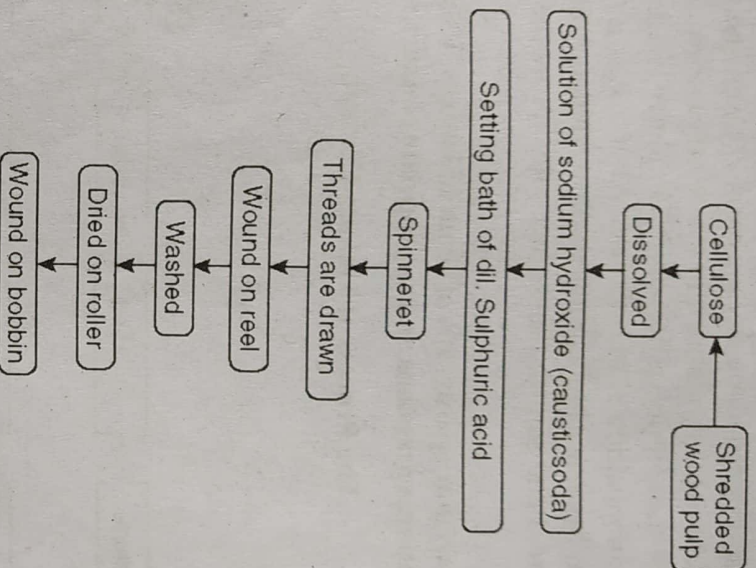 Shredded
wood pulp
Cellulose
Dissolved
Solution of sodium hydroxide (causticsoda)
Setting bath of dil. Sulphuric acid
Spinneret
Threads are drawn
Wound on reel
Washed
Dried on roller
Wound on bobbin